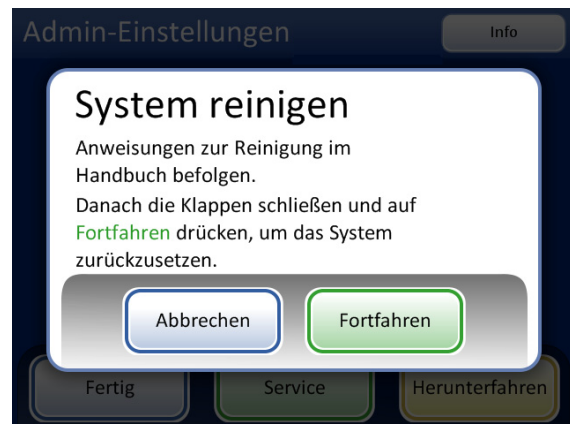 Admin-Einstellungen
Info
System reinigen
Anweisungen zur Reinigung im
Handbuch befolgen.
Danach die Klappen schließen und auf
Fortfahren drücken, um das System
zurückzusetzen.
Abbrechen
Fortfahren
Fertig
Service
Herunterfahren